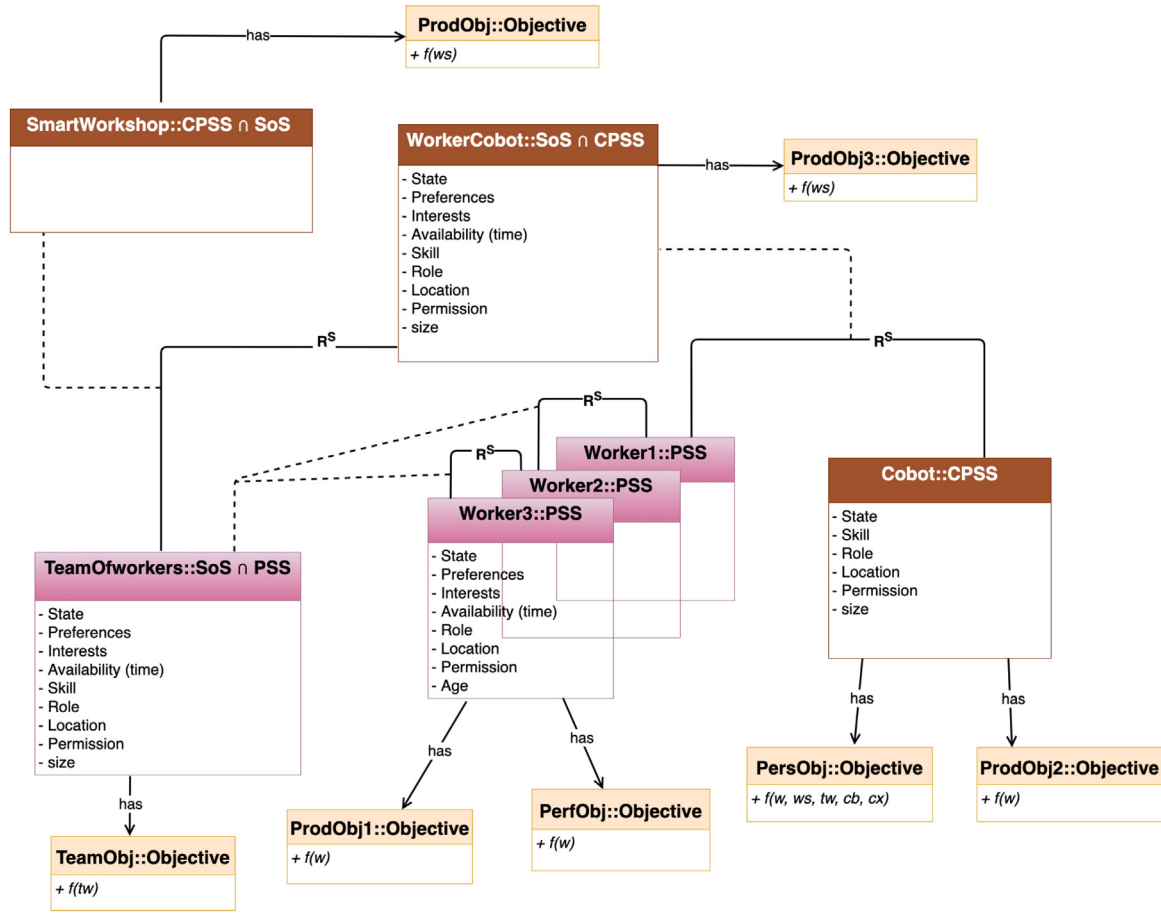 ProdObj::Objective
+ f(ws)
has
SmartWorkshop::CPSS ∩ SoS
WorkerCobot::SoS ∩ CPSS
- State
- Preferences
- Interests
- Availability (time)
- Skill
- Role
- Location
- Permission
- size
has
ProdObj3::Objective
+ f(ws)
R^S
R^S
R^S
R^S
Worker1::PSS
Worker2::PSS
Worker3::PSS
- State
- Preferences
- Interests
- Availability (time)
- Role
- Location
- Permission
- Age
Cobot::CPSS
- State
- Skill
- Role
- Location
- Permission
- size
TeamOfworkers::SoS ∩ PSS
- State
- Preferences
- Interests
- Availability (time)
- Skill
- Role
- Location
- Permission
- size
has
TeamObj::Objective
+ f(tw)
has
ProdObj1::Objective
+ f(w)
has
PerfObj::Objective
+ f(w)
has
PersObj::Objective
+ f(w, ws, tw, cb, cx)
has
ProdObj2::Objective
+ f(w)